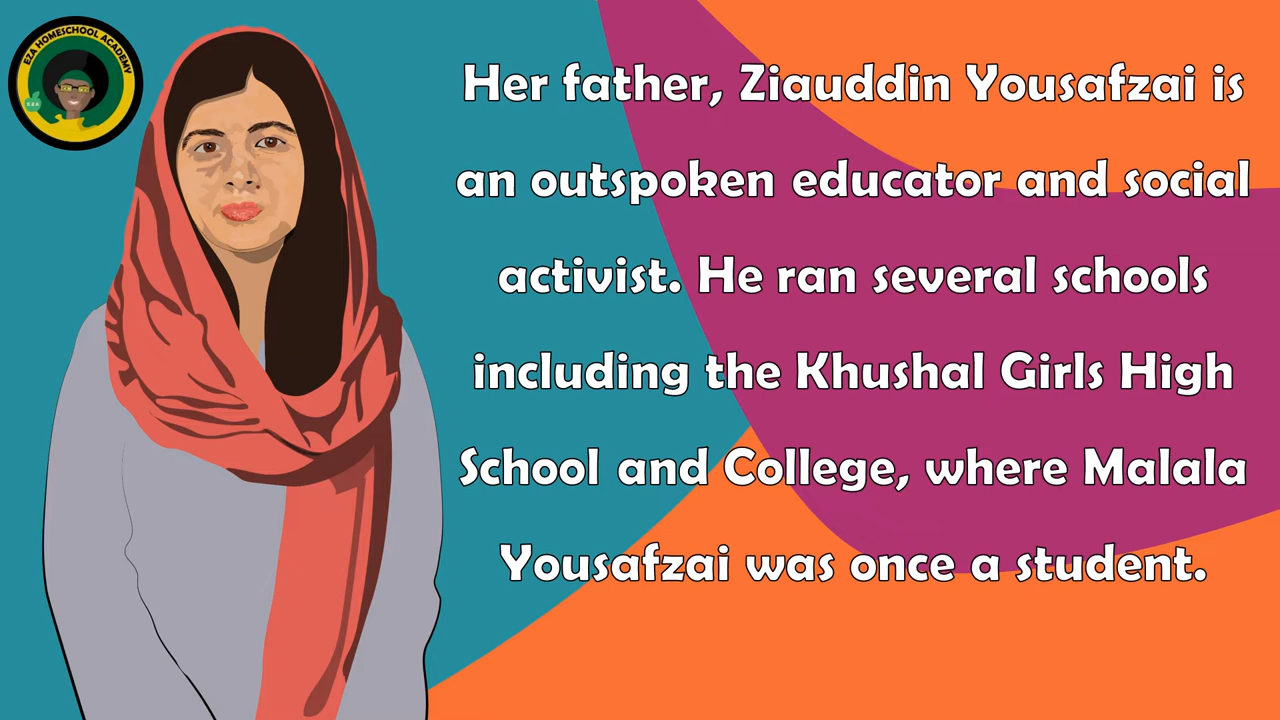 EZA HOMESCHOOL ACADEMY
EZA
Her father, Ziauddin Yousafzai is
an outspoken educator and social
activist. He ran several schools
including the Khushal Girls High
School and College, where Malala
Yousafzai was once a student.